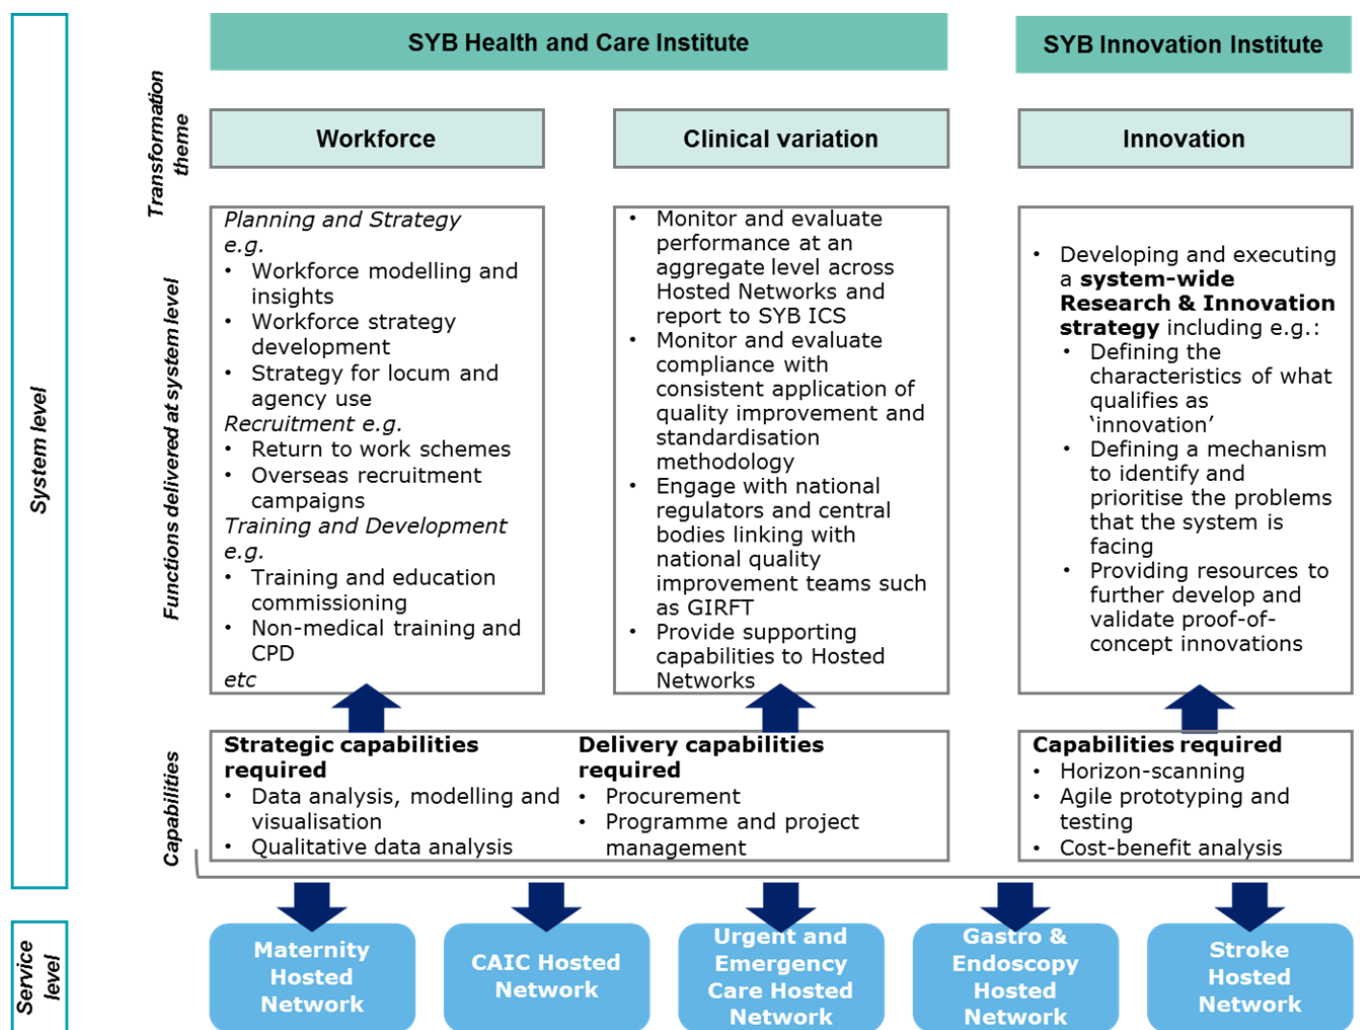 SYB Health and Care Institute
SYB Innovation Institute
System level
Transformation
theme
Workforce
Clinical variation
Innovation
Functions delivered at system level
Planning and Strategy
e.g.
• Workforce modelling and
insights
• Workforce strategy
development
• Strategy for locum and
agency use
Recruitment e.g.
• Return to work schemes
• Overseas recruitment
campaigns
Training and Development
e.g.
• Training and education
commissioning
• Non-medical training and
CPD
etc
• Monitor and evaluate
performance at an
aggregate level across
Hosted Networks and
report to SYB ICS
• Monitor and evaluate
compliance with
consistent application of
quality improvement and
standardisation
methodology
• Engage with national
regulators and central
bodies linking with
national quality
improvement teams such
as GIRFT
• Provide supporting
capabilities to Hosted
Networks
• Developing and executing
a system-wide
Research & Innovation
strategy including e.g.:
• Defining the
characteristics of what
qualifies as
‘innovation’
• Defining a mechanism
to identify and
prioritise the problems
that the system is
facing
• Providing resources to
further develop and
validate proof-of-
concept innovations
Capabilities
Strategic capabilities
required
• Data analysis, modelling and
visualisation
• Qualitative data analysis
Delivery capabilities
required
• Procurement
• Programme and project
management
Capabilities required
• Horizon-scanning
• Agile prototyping and
testing
• Cost-benefit analysis
Service
level
Maternity
Hosted
Network
CAIC Hosted
Network
Urgent and
Emergency
Care Hosted
Network
Gastro &
Endoscopy
Hosted
Network
Stroke
Hosted
Network